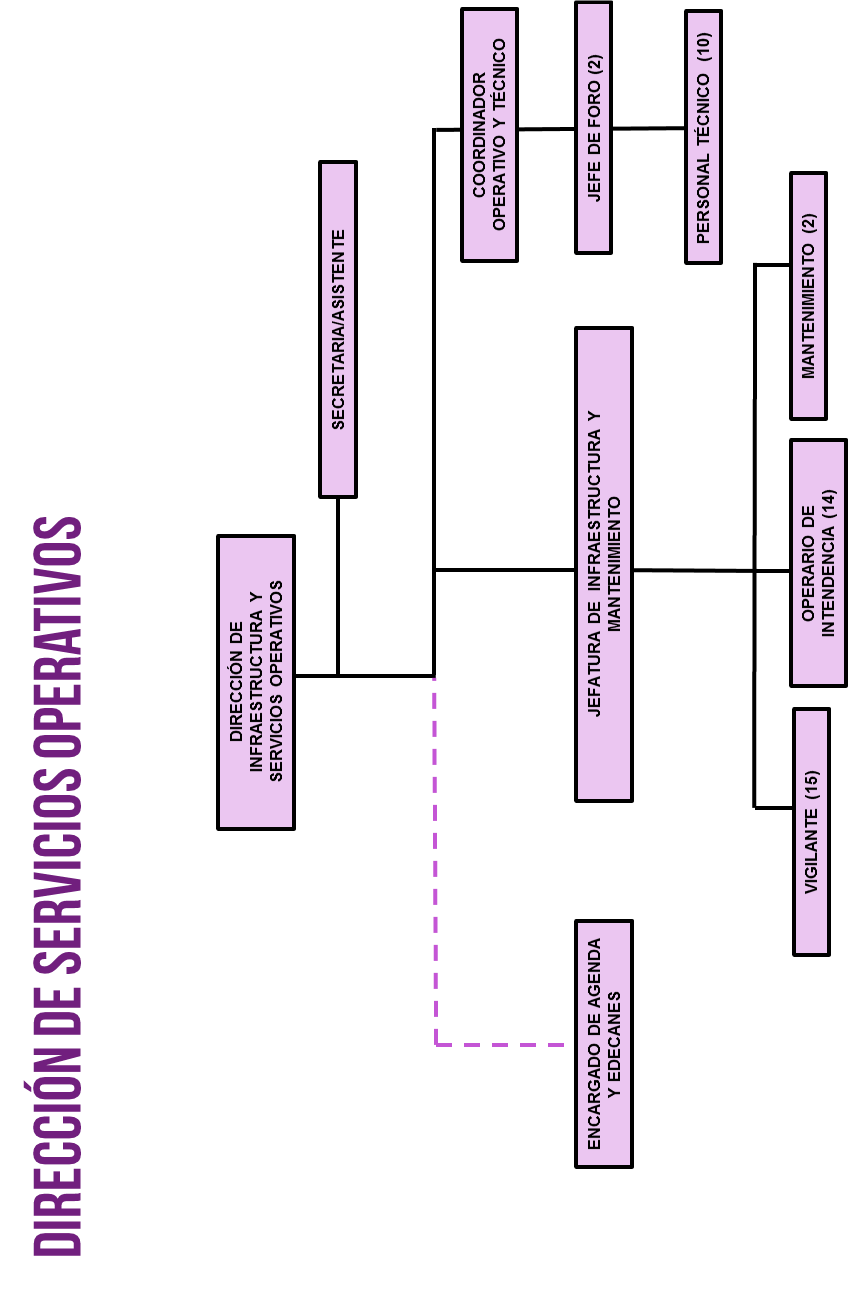 DIRECCIÓN DE SERVICIOS OPERATIVOS
DIRECCIÓN DE
INFRAESTRUCTURA Y
SERVICIOS OPERATIVOS
SECRETARIA/ASISTENTE
COORDINADOR
OPERATIVO Y TÉCNICO
ENCARGADO DE AGENDA
Y EDECANES
JEFATURA DE INFRAESTRUCTURA Y
MANTENIMIENTO
JEFE DE FORO (2)
PERSONAL TÉCNICO (10)
VIGILANTE (15)
OPERARIO DE
INTENDENCIA (14)
MANTENIMIENTO (2)